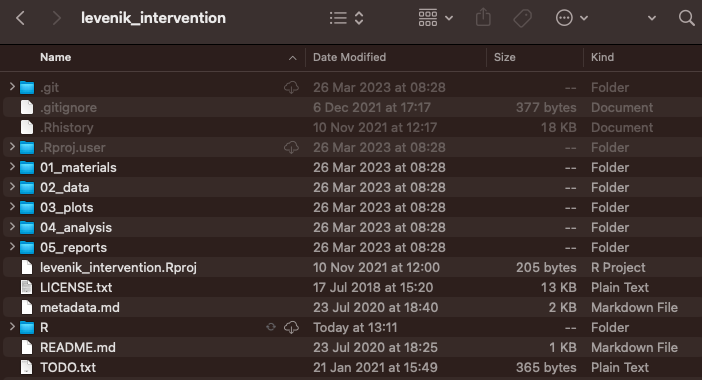 levenik_intervention
Name Date Modified Size Kind
.git 26 Mar 2023 at 08:28 -- Folder
.gitignore 6 Dec 2021 at 17:17 377 bytes Document
.Rhistory 10 Nov 2021 at 12:17 18 KB Document
.Rproj.user 26 Mar 2023 at 08:28 -- Folder
01_materials 26 Mar 2023 at 08:28 -- Folder
02_data 26 Mar 2023 at 08:28 -- Folder
03_plots 26 Mar 2023 at 08:28 -- Folder
04_analysis 26 Mar 2023 at 08:28 -- Folder
05_reports 26 Mar 2023 at 08:28 -- Folder
levenik_intervention.Rproj 10 Nov 2021 at 12:00 205 bytes R Project
LICENSE.txt 17 Jul 2018 at 15:20 13 KB Plain Text
metadata.md 23 Jul 2020 at 18:40 2 KB Markdown File
R Today at 13:11 -- Folder
README.md 23 Jul 2020 at 18:25 1 KB Markdown File
TODO.txt 21 Jan 2021 at 15:49 365 bytes Plain Text